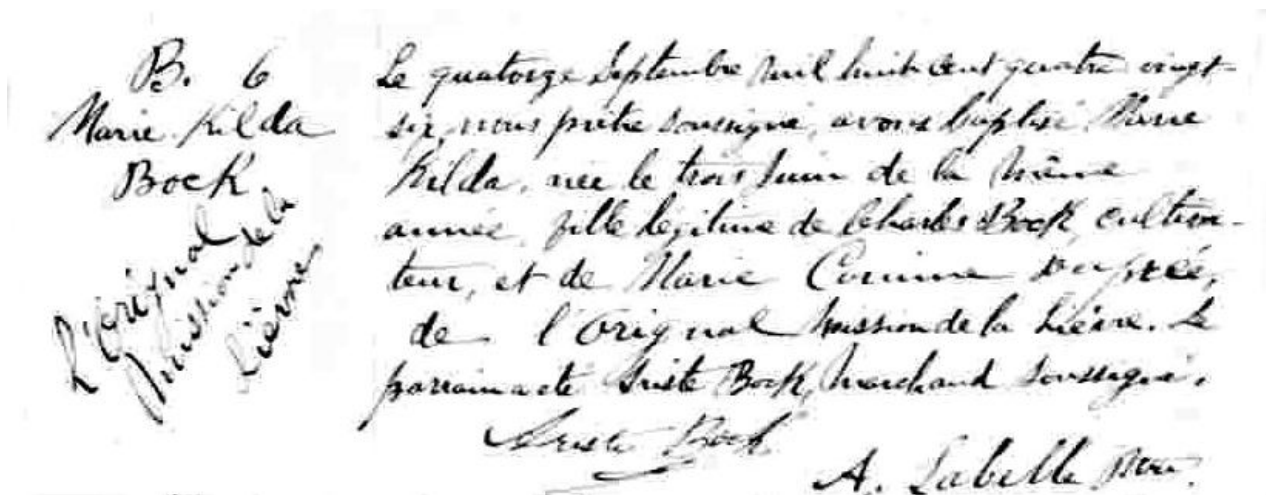 B. 6
Marie Kilda
Bock.
L'Orignal
Mission de la
Lièvre
Le quatorze Septembre mil huit cent quatre vingt-
six, nous prêtre soussigné, avons baptisé Marie
Kilda, née le trois Juin de la même
année, fille légitime de Charles Bock, cultiva-
teur, et de Marie Corinne Dupré,
de l'Orignal mission de la Lièvre. Le
parrain a été Bock, marchand soussigné.
Bock
A. Labelle Ptre.